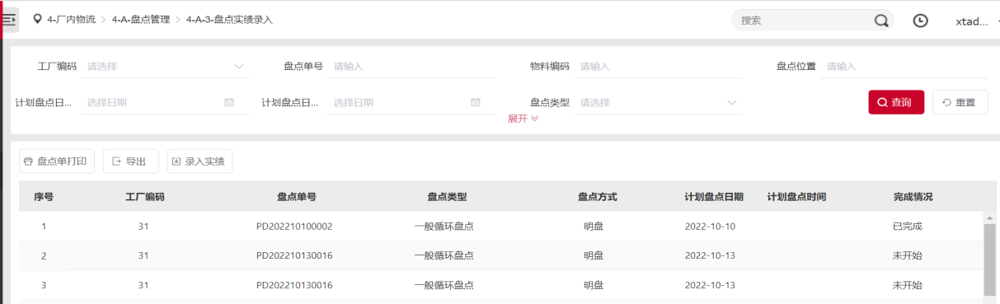 4-厂内物流 > 4-A-盘点管理 > 4-A-3-盘点实绩录入 搜索 xtad...
工厂编码 请选择 盘点单号 请输入 物料编码 请输入 盘点位置 请输入
计划盘点日... 选择日期 计划盘点日... 选择日期 盘点类型 请选择 查询 重置
展开
盘点单打印 导出 录入实绩
序号 工厂编码 盘点单号 盘点类型 盘点方式 计划盘点日期 计划盘点时间 完成情况
1 31 PD202210100002 一般循环盘点 明盘 2022-10-10 已完成
2 31 PD202210130016 一般循环盘点 明盘 2022-10-13 未开始
3 31 PD202210130016 一般循环盘点 明盘 2022-10-13 未开始